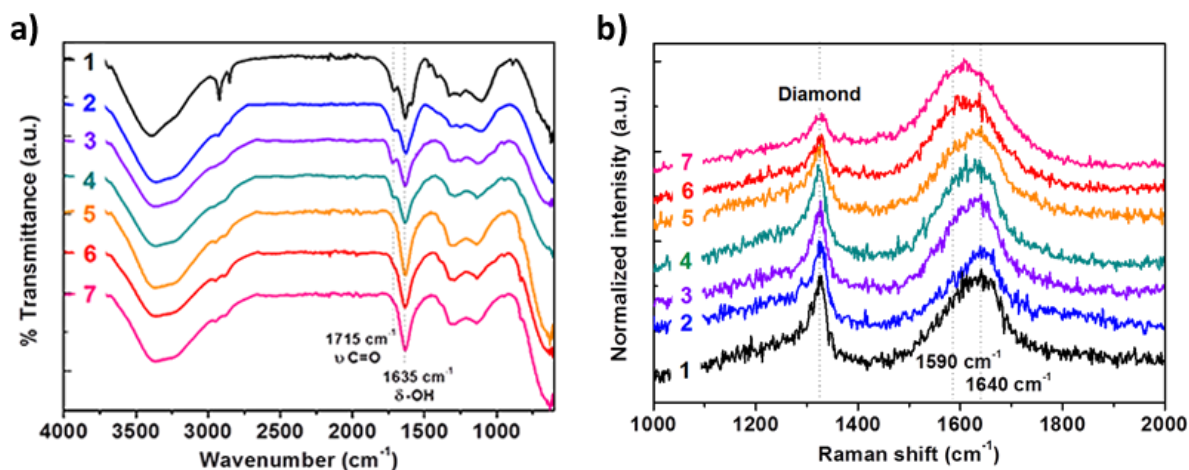 a)
% Transmittance (a.u.)
1
2
3
4
5
6
7
1715 cm⁻¹
υ C=O
1635 cm⁻¹
δ -OH
4000 3500 3000 2500 2000 1500 1000
Wavenumber (cm⁻¹)
b)
Normalized intensity (a.u.)
Diamond
7
6
5
4
3
2
1
1590 cm⁻¹
1640 cm⁻¹
1000 1200 1400 1600 1800 2000
Raman shift (cm⁻¹)